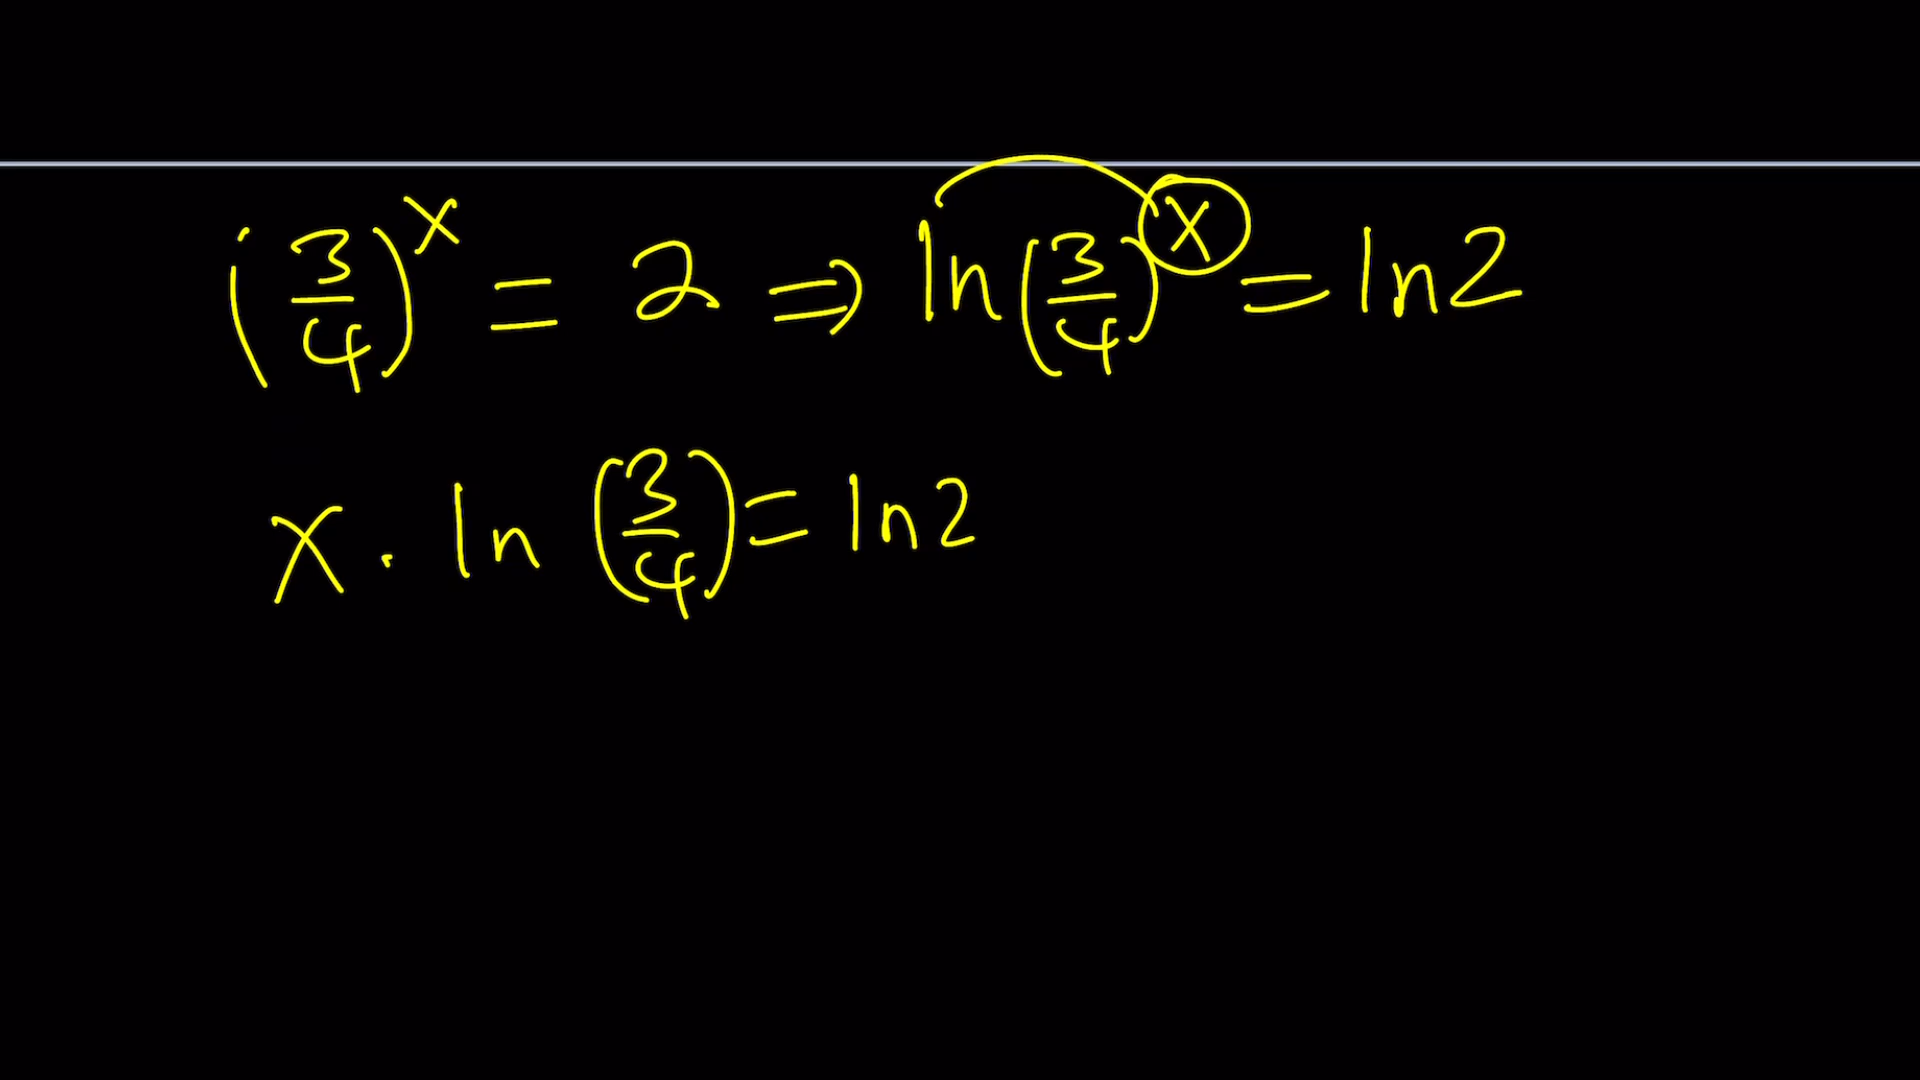 (3/4)^x = 2 ⇒ ln(3/4)^x = ln2
x · ln (3/4) = ln2